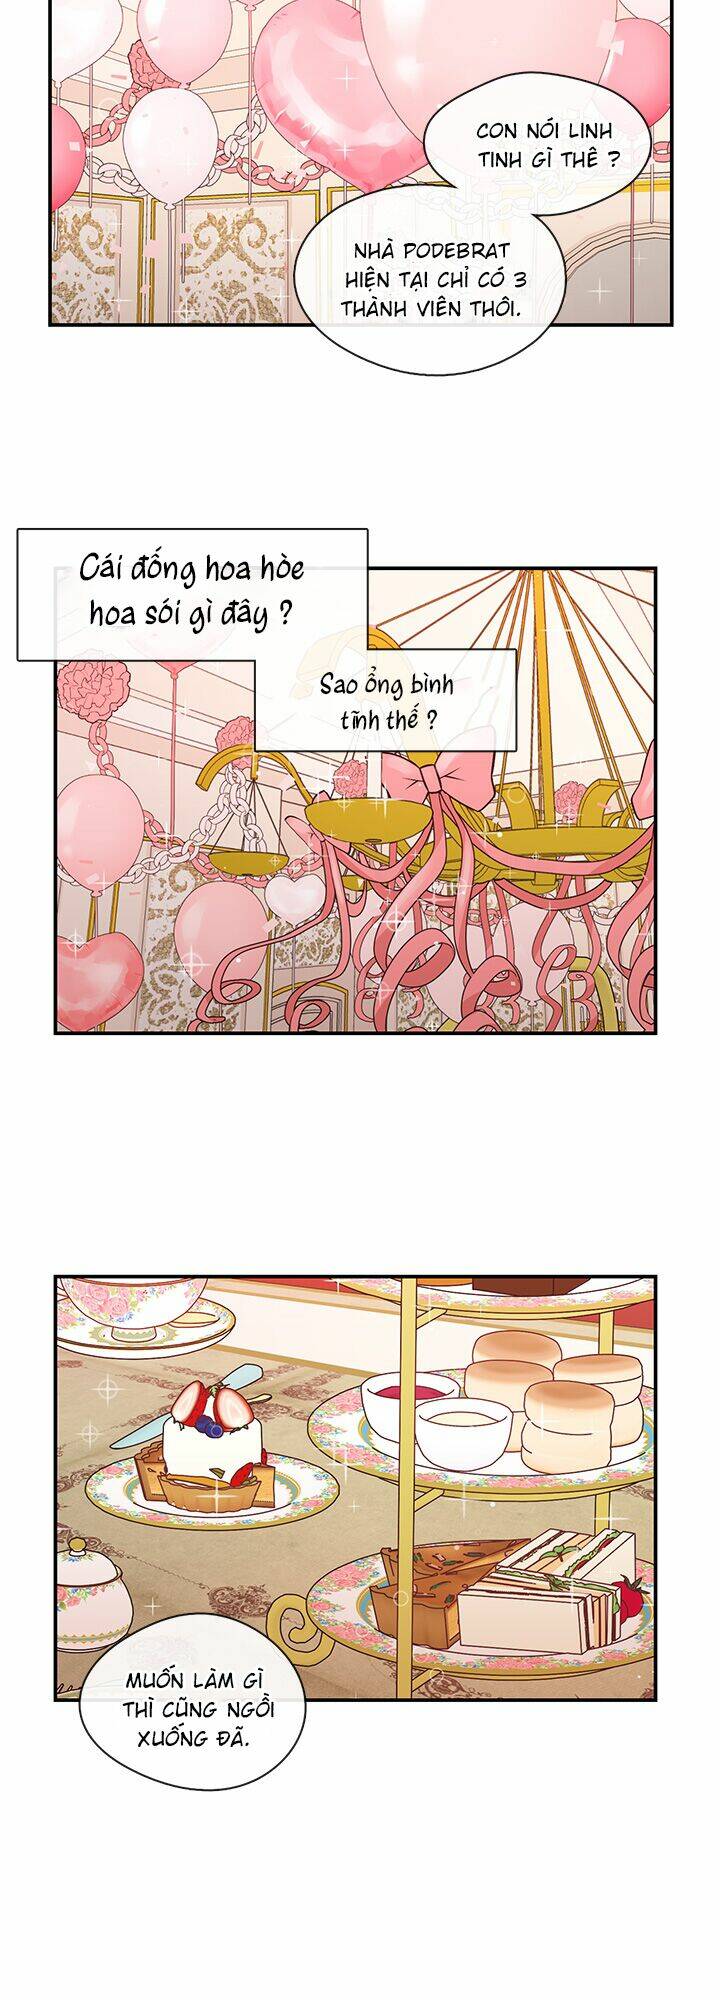 CON NÓI LINH
TINH GÌ THẾ ?
NHÀ PODEBRAT
HIỆN TẠI CHỈ CÓ 3
THÀNH VIÊN THÔI.
Cái đống hoa hòe
hoa sói gì đây ?
Sao ổng bình
tĩnh thế ?
MUỐN LÀM GÌ
THÌ CŨNG NGỒI
XUỐNG ĐÃ.